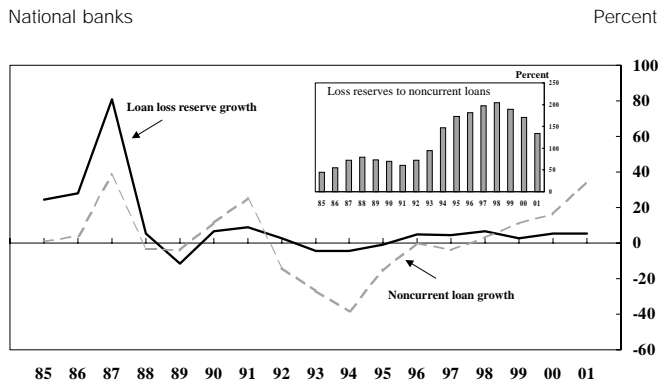 National banks Percent
100
Percent
250
Loss reserves to noncurrent loans
80
Loan loss reserve growth
200
60
150
40
100
50
20
0
85 86 87 88 89 90 91 92 93 94 95 96 97 98 99 00 01
0
-20
Noncurrent loan growth
-40
-60
85 86 87 88 89 90 91 92 93 94 95 96 97 98 99 00 01